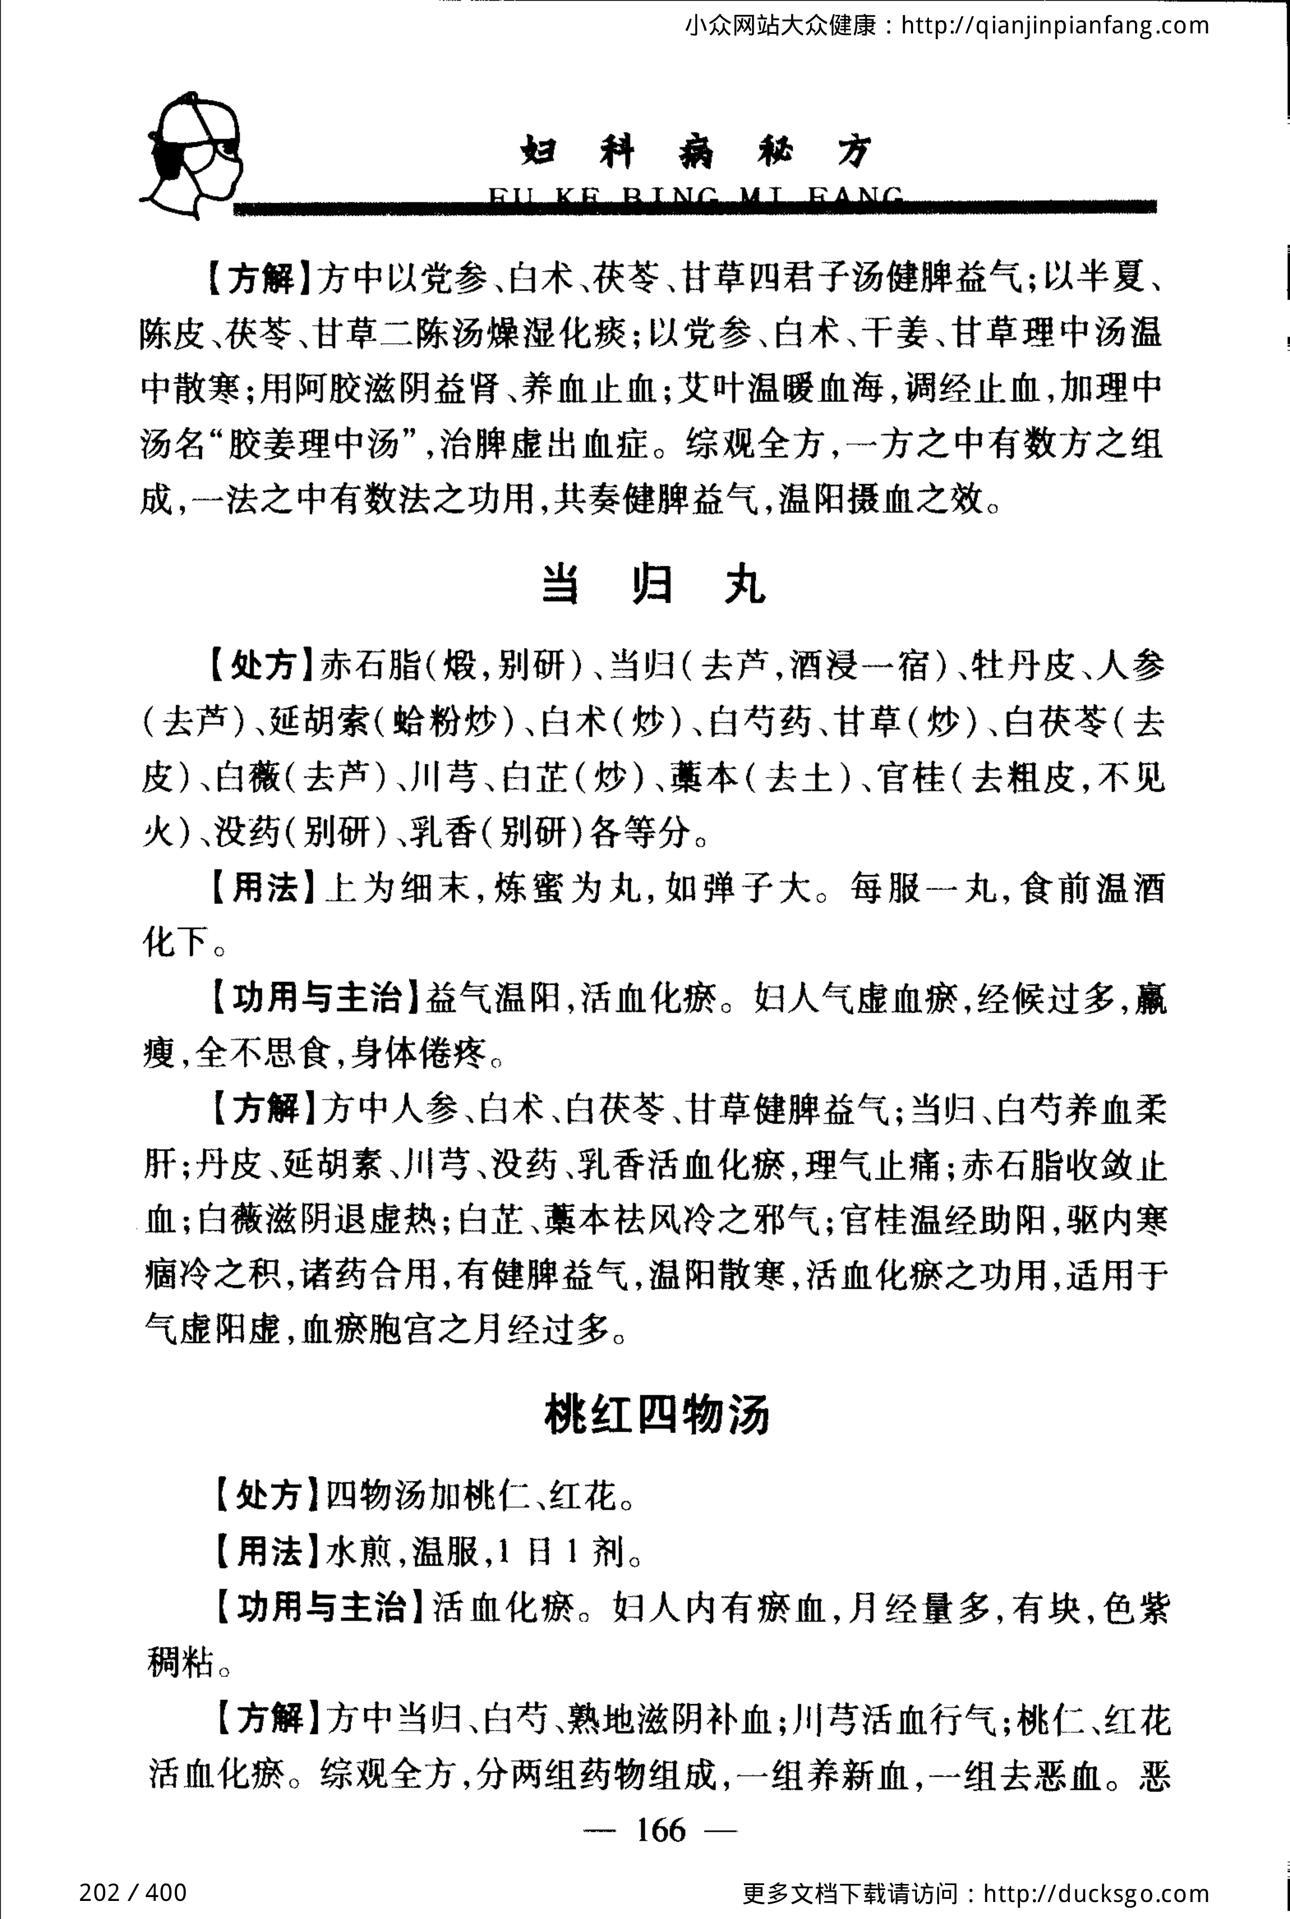 小众网站大众健康：http://qianjinpianfang.com
妇科病秘方
FU KE BING MI FANG
【方解】方中以党参、白术、茯苓、甘草四君子汤健脾益气；以半夏、
陈皮、茯苓、甘草二陈汤燥湿化痰；以党参、白术、干姜、甘草理中汤温
中散寒；用阿胶滋阴益肾、养血止血；艾叶温暖血海，调经止血，加理中
汤名“胶姜理中汤”，治脾虚出血症。综观全方，一方之中有数方之组
成，一法之中有数法之功用，共奏健脾益气，温阳摄血之效。
当归丸
【处方】赤石脂（煅，别研）、当归（去芦，酒浸一宿）、牡丹皮、人参
（去芦）、延胡索（蛤粉炒）、白术（炒）、白芍药、甘草（炒）、白茯苓（去
皮）、白薇（去芦）、川芎、白芷（炒）、藁本（去土）、官桂（去粗皮，不见
火）、没药（别研）、乳香（别研）各等分。
【用法】上为细末，炼蜜为丸，如弹子大。每服一丸，食前温酒
化下。
【功用与主治】益气温阳，活血化瘀。妇人气虚血瘀，经候过多，羸
瘦，全不思食，身体倦疼。
【方解】方中人参、白术、白茯苓、甘草健脾益气；当归、白芍养血柔
肝；丹皮、延胡素、川芎、没药、乳香活血化瘀，理气止痛；赤石脂收敛止
血；白薇滋阴退虚热；白芷、藁本祛风冷之邪气；官桂温经助阳，驱内寒
痼冷之积，诸药合用，有健脾益气，温阳散寒，活血化瘀之功用，适用于
气虚阳虚，血瘀胞宫之月经过多。
桃红四物汤
【处方】四物汤加桃仁、红花。
【用法】水煎，温服，1日1剂。
【功用与主治】活血化瘀。妇人内有瘀血，月经量多，有块，色紫
稠粘。
【方解】方中当归、白芍、熟地滋阴补血；川芎活血行气；桃仁、红花
活血化瘀。综观全方，分两组药物组成，一组养新血，一组去恶血。恶
— 166 —
202 / 400
更多文档下载请访问：http://ducksgo.com